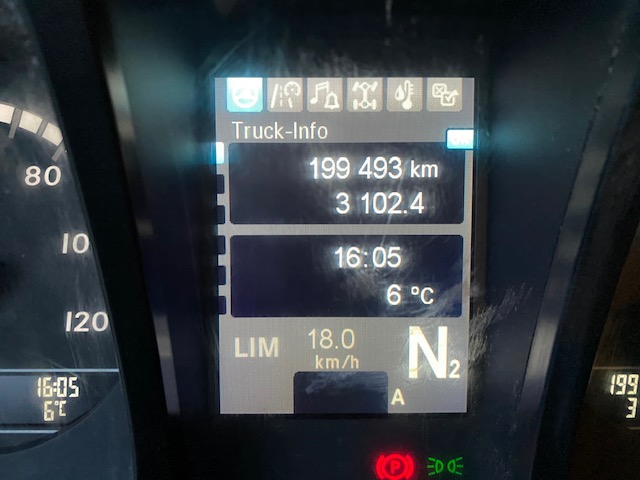 Truck-Info
199 493 km
3 102.4
16:05
6 °C
LIM 18.0 km/h
N2
A
80
10
120
16:05
6°C
199
3
P